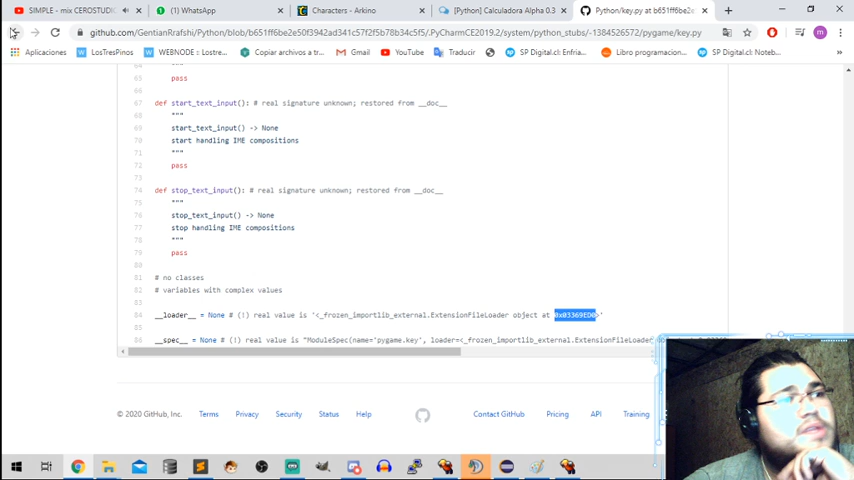 SIMPLE - mix CEROSTUDI
(1) WhatsApp
Characters - Arkino
[Python] Calculadora Alpha 0.3
Python/key.py at b651ffb6e2e
github.com/GentianRrafshi/Python/blob/b651ffb6e2e50f3942ad341c57f2f5b78b34c5f5/.PyCharmCE2019.2/system/python_stubs/-1384526572/pygame/key.py
m
Aplicaciones
LosTresPinos
WEBNODE :: Lostre...
Copiar archivos a tr...
Gmail
YouTube
Traducir
SP Digital.cl: Enfria...
Libro programacion...
SP Digital.cl: Noteb...
64 """
65 pass
66
67 def start_text_input(): # real signature unknown; restored from __doc__
68 """
69 start_text_input() -> None
70 start handling IME compositions
71 """
72 pass
73
74 def stop_text_input(): # real signature unknown; restored from __doc__
75 """
76 stop_text_input() -> None
77 stop handling IME compositions
78 """
79 pass
80
81 # no classes
82 # variables with complex values
83
84 __loader__ = None # (!) real value is '<_frozen_importlib_external.ExtensionFileLoader object at 0x03369ED0>'
85
86 __spec__ = None # (!) real value is "ModuleSpec(name='pygame.key', loader=<_frozen_importlib_external.ExtensionFileLoader
© 2020 GitHub, Inc.
Terms
Privacy
Security
Status
Help
Contact GitHub
Pricing
API
Training